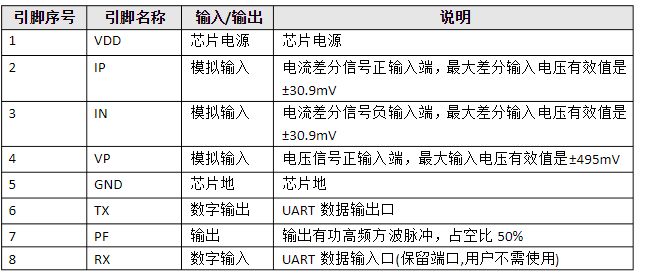 引脚序号 引脚名称 输入/输出 说明
1 VDD 芯片电源 芯片电源
2 IP 模拟输入 电流差分信号正输入端，最大差分输入电压有效值是
±30.9mV
3 IN 模拟输入 电流差分信号负输入端，最大差分输入电压有效值是
±30.9mV
4 VP 模拟输入 电压信号正输入端，最大输入电压有效值是±495mV
5 GND 芯片地 芯片地
6 TX 数字输出 UART 数据输出口
7 PF 输出 输出有功高频方波脉冲，占空比 50%
8 RX 数字输入 UART 数据输入口(保留端口,用户不需使用)